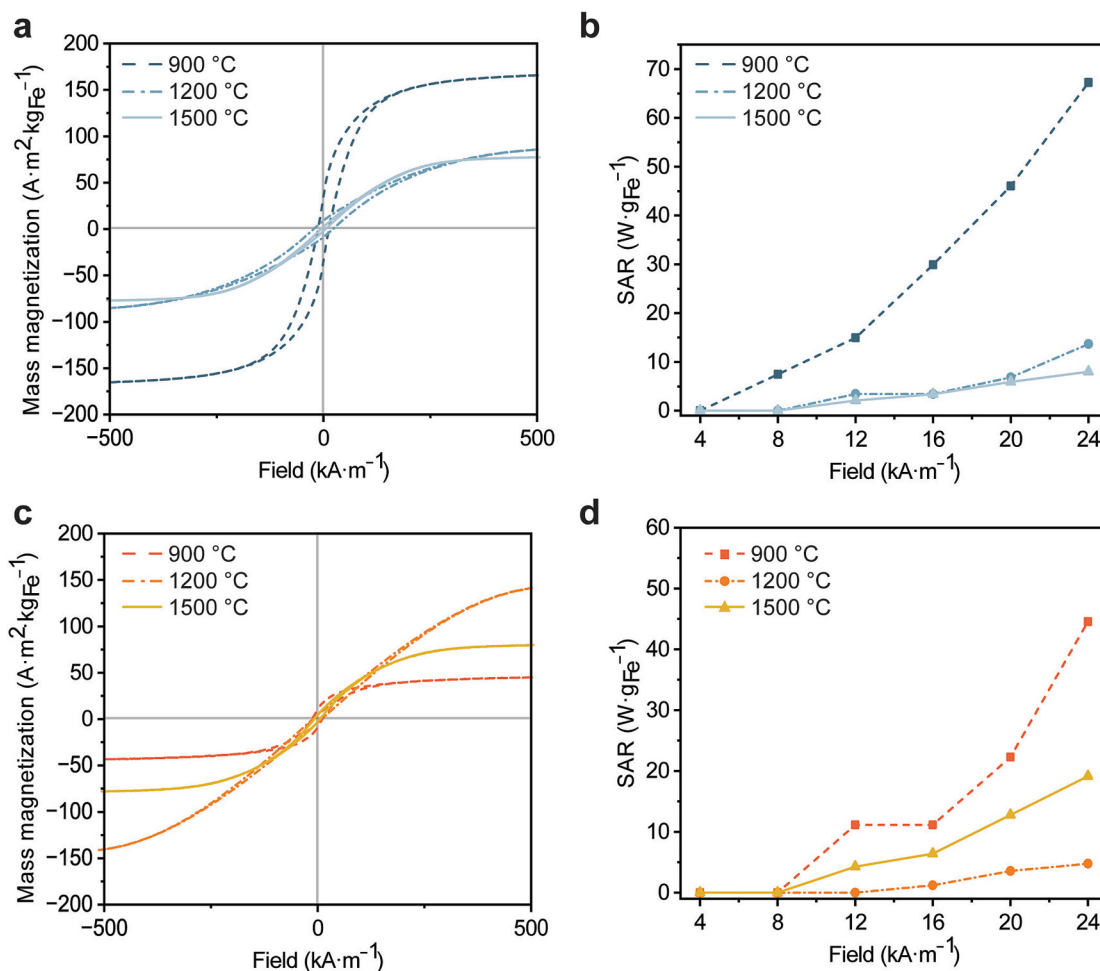 a
Mass magnetization (A·m²·kgFe⁻¹)
200
150
100
50
0
−50
−100
−150
−200
900 °C
1200 °C
1500 °C
−500
0
500
Field (kA·m⁻¹)
b
SAR (W·gFe⁻¹)
70
60
50
40
30
20
10
0
900 °C
1200 °C
1500 °C
4 8 12 16 20 24
Field (kA·m⁻¹)
c
Mass magnetization (A·m²·kgFe⁻¹)
200
150
100
50
0
−50
−100
−150
−200
900 °C
1200 °C
1500 °C
−500
0
500
Field (kA·m⁻¹)
d
SAR (W·gFe⁻¹)
60
50
40
30
20
10
0
900 °C
1200 °C
1500 °C
4 8 12 16 20 24
Field (kA·m⁻¹)